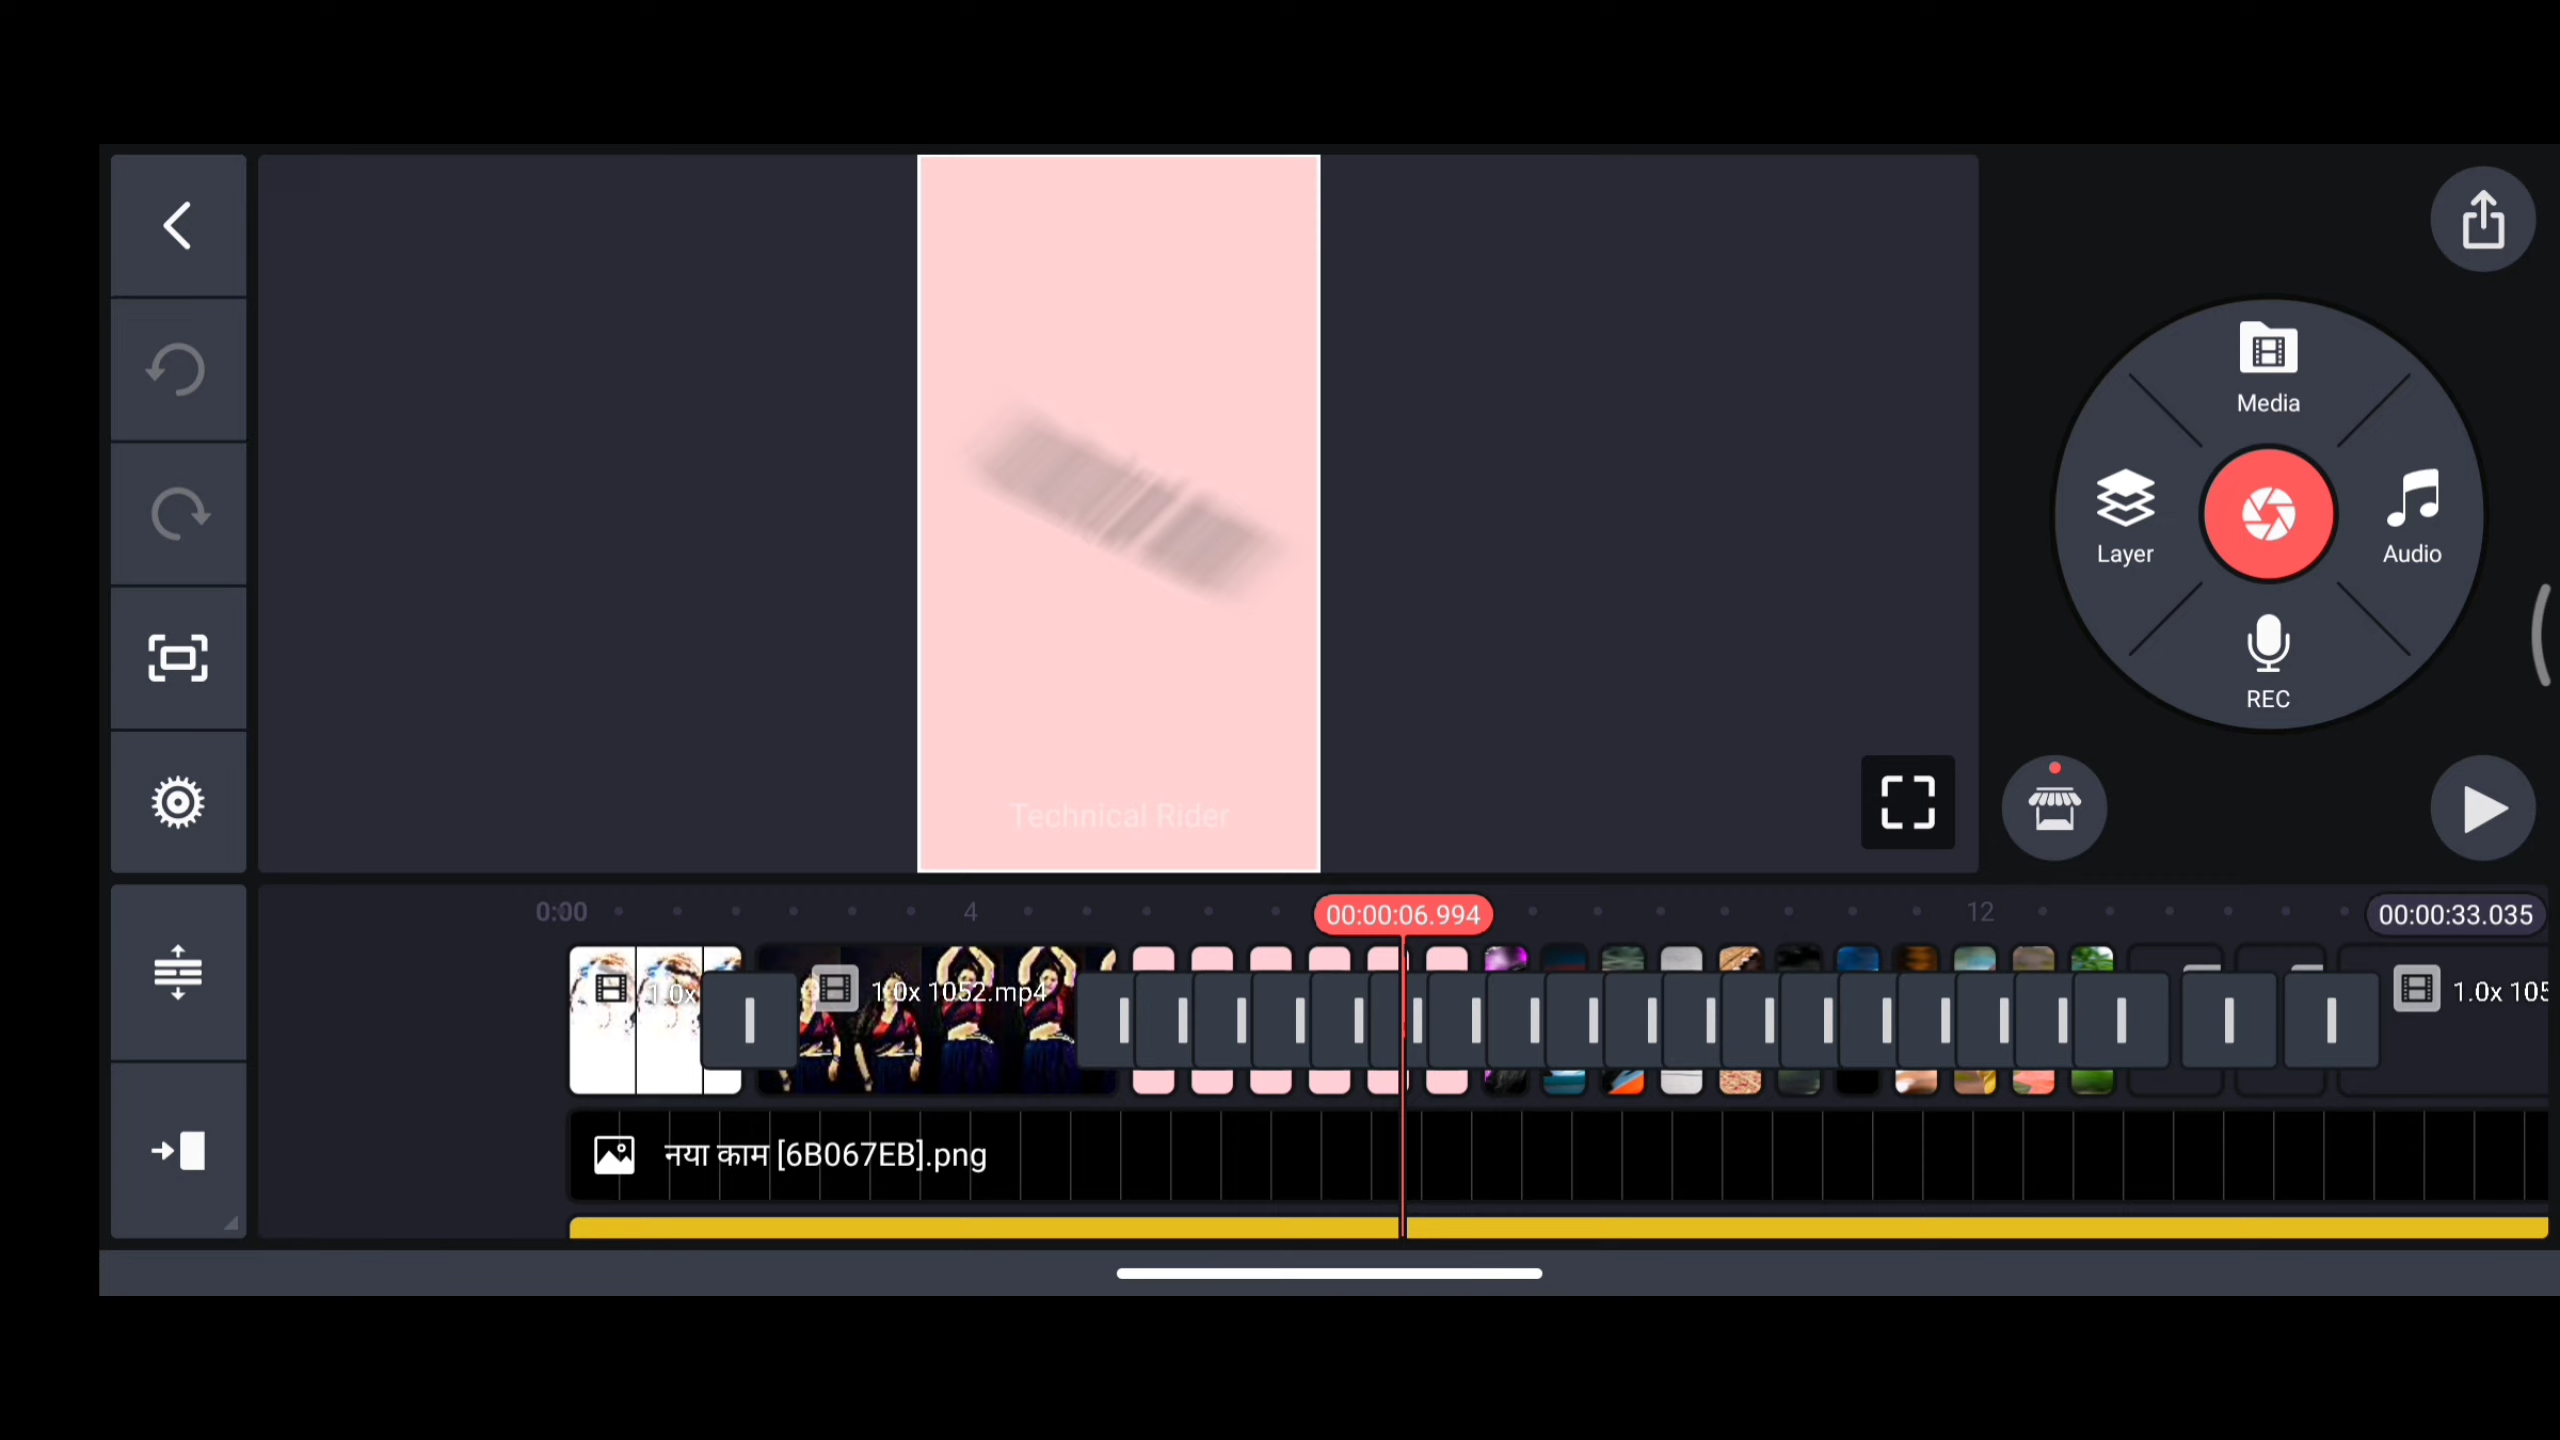 Media
Layer
Audio
REC
Technical Rider
0:00
4
00:00:06.994
12
00:00:33.035
1.0x
1.0x 1052.mp4
1.0x 105
नया काम [6B067EB].png